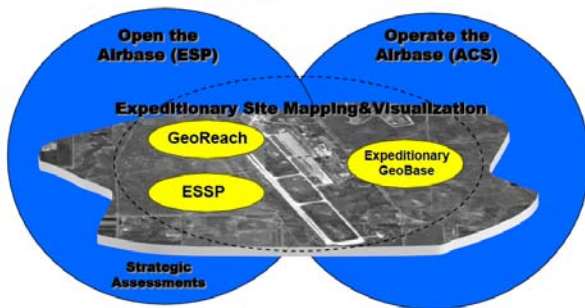 Open the
Airbase (ESP)
Operate the
Airbase (ACS)
Expeditionary Site Mapping&Visualization
GeoReach
Expeditionary
GeoBase
ESSP
Strategic
Assessments